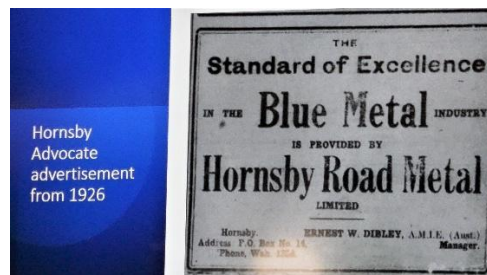 Hornsby
Advocate
advertisement
from 1926
THE
Standard of Excellence
IN THE Blue Metal INDUSTRY
IS PROVIDED BY
Hornsby Road Metal
LIMITED
Hornsby. ERNEST W. DIBLEY, A.M.I.E. (Aust.)
Address: P.O. Box No. 14, Manager.
'Phone, Wah.